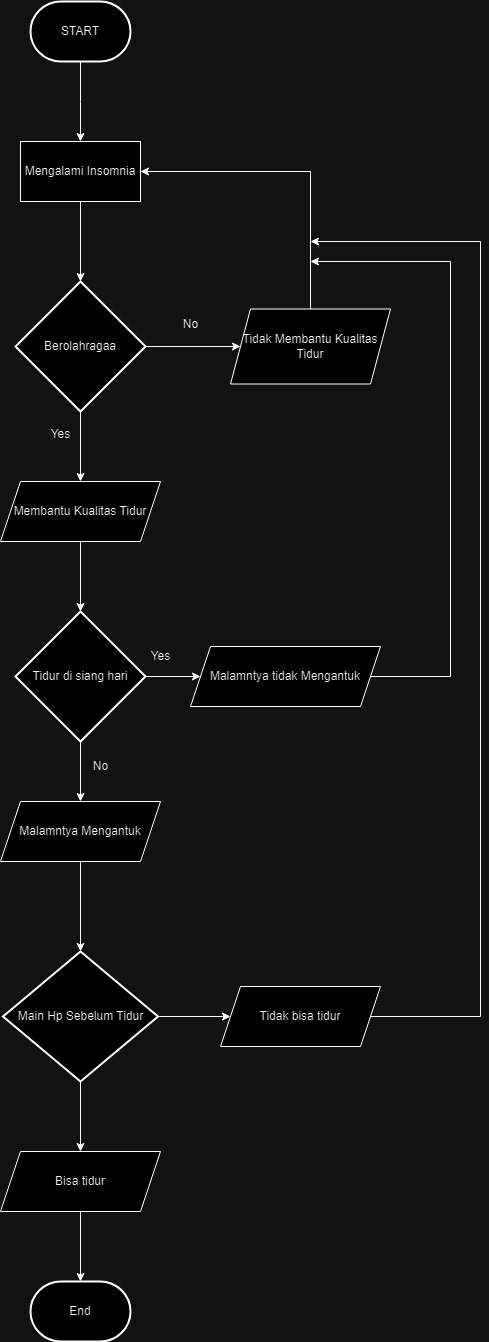 START
Mengalami Insomnia
Berolahragaa
No
Tidak Membantu Kualitas
Tidur
Yes
Membantu Kualitas Tidur
Tidur di siang hari
Yes
Malamntya tidak Mengantuk
No
Malamntya Mengantuk
Main Hp Sebelum Tidur
Tidak bisa tidur
Bisa tidur
End